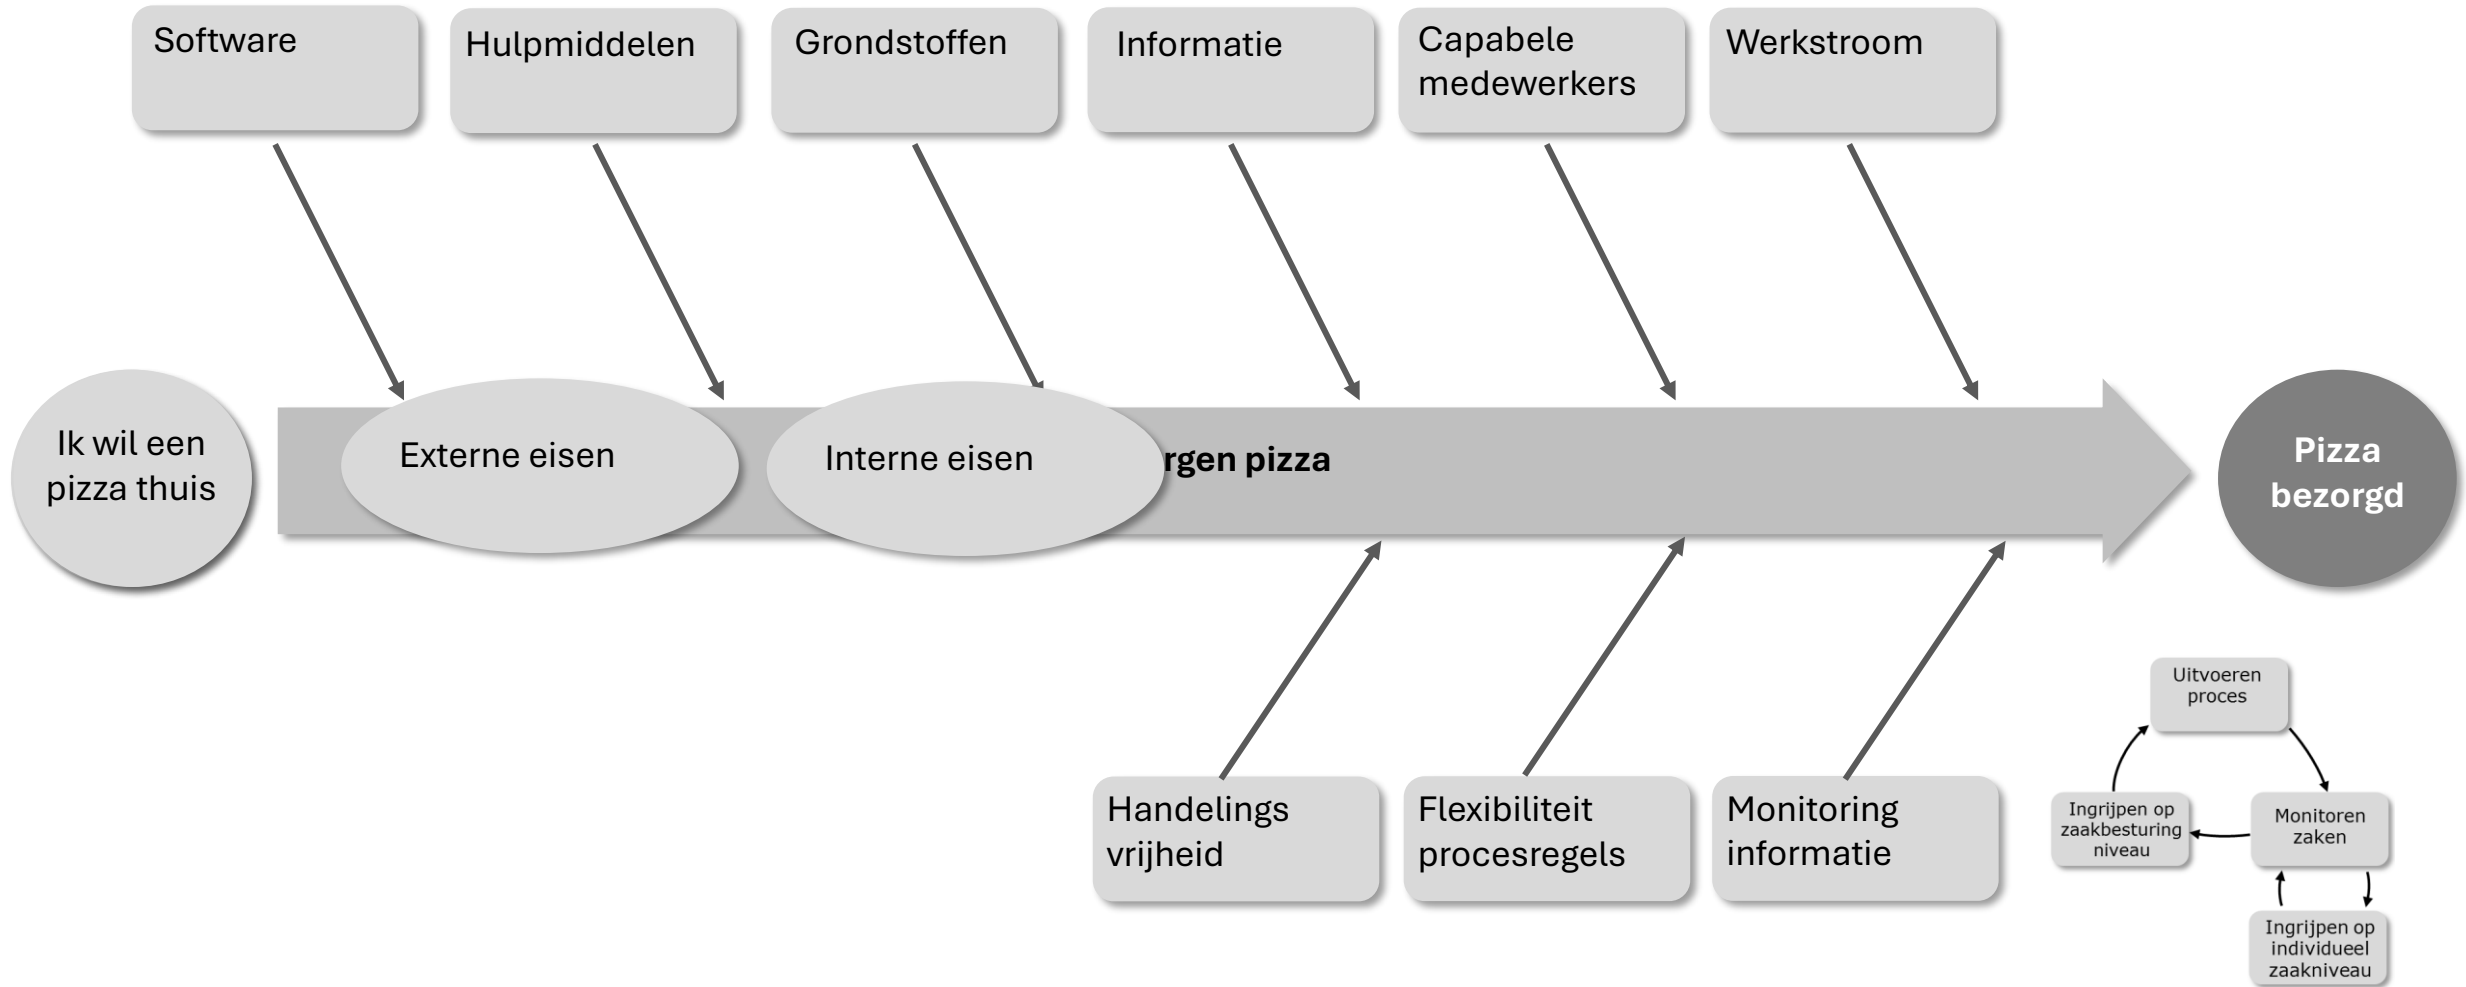 Software
Hulpmiddelen
Grondstoffen
Informatie
Capabele
medewerkers
Werkstroom
Ik wil een
pizza thuis
Externe eisen
Interne eisen
rgen pizza
Pizza
bezorgd
Handelings
vrijheid
Flexibiliteit
procesregels
Monitoring
informatie
Uitvoeren
proces
Ingrijpen op
zaakbesturing
niveau
Monitoren
zaken
Ingrijpen op
individueel
zaakniveau